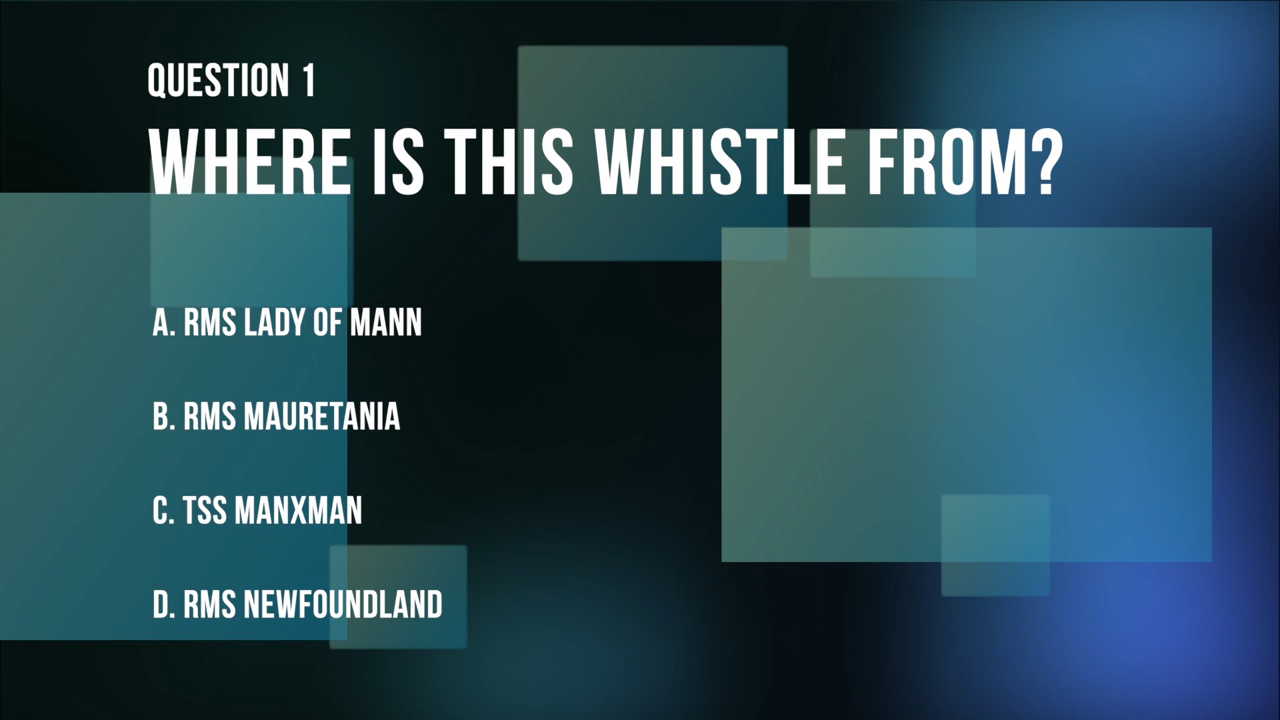 QUESTION 1
WHERE IS THIS WHISTLE FROM?
A. RMS LADY OF MANN
B. RMS MAURETANIA
C. TSS MANXMAN
D. RMS NEWFOUNDLAND